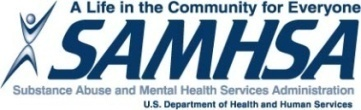 A Life in the Community for Everyone
SAMHSA
Substance Abuse and Mental Health Services Administration
U.S. Department of Health and Human Services